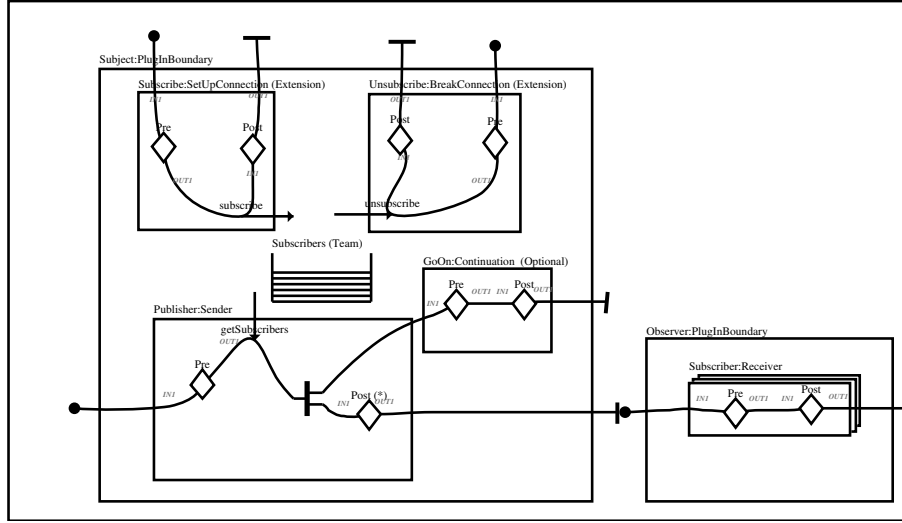 Subject:PlugInBoundary
Subscribe:SetUpConnection (Extension)
Unsubscribe:BreakConnection (Extension)
IN1
OUT1
OUT1
IN1
Pre
Post
Post
Pre
IN1
IN1
OUT1
OUT1
subscribe
unsubscribe
Subscribers (Team)
GoOn:Continuation (Optional)
Pre
OUT1
IN1
Post
OUT1
IN1
Publisher:Sender
getSubscribers
OUT1
Observer:PlugInBoundary
Pre
Subscriber:Receiver
IN1
Post (*)
IN1
OUT1
IN1
Pre
OUT1
IN1
Post
OUT1